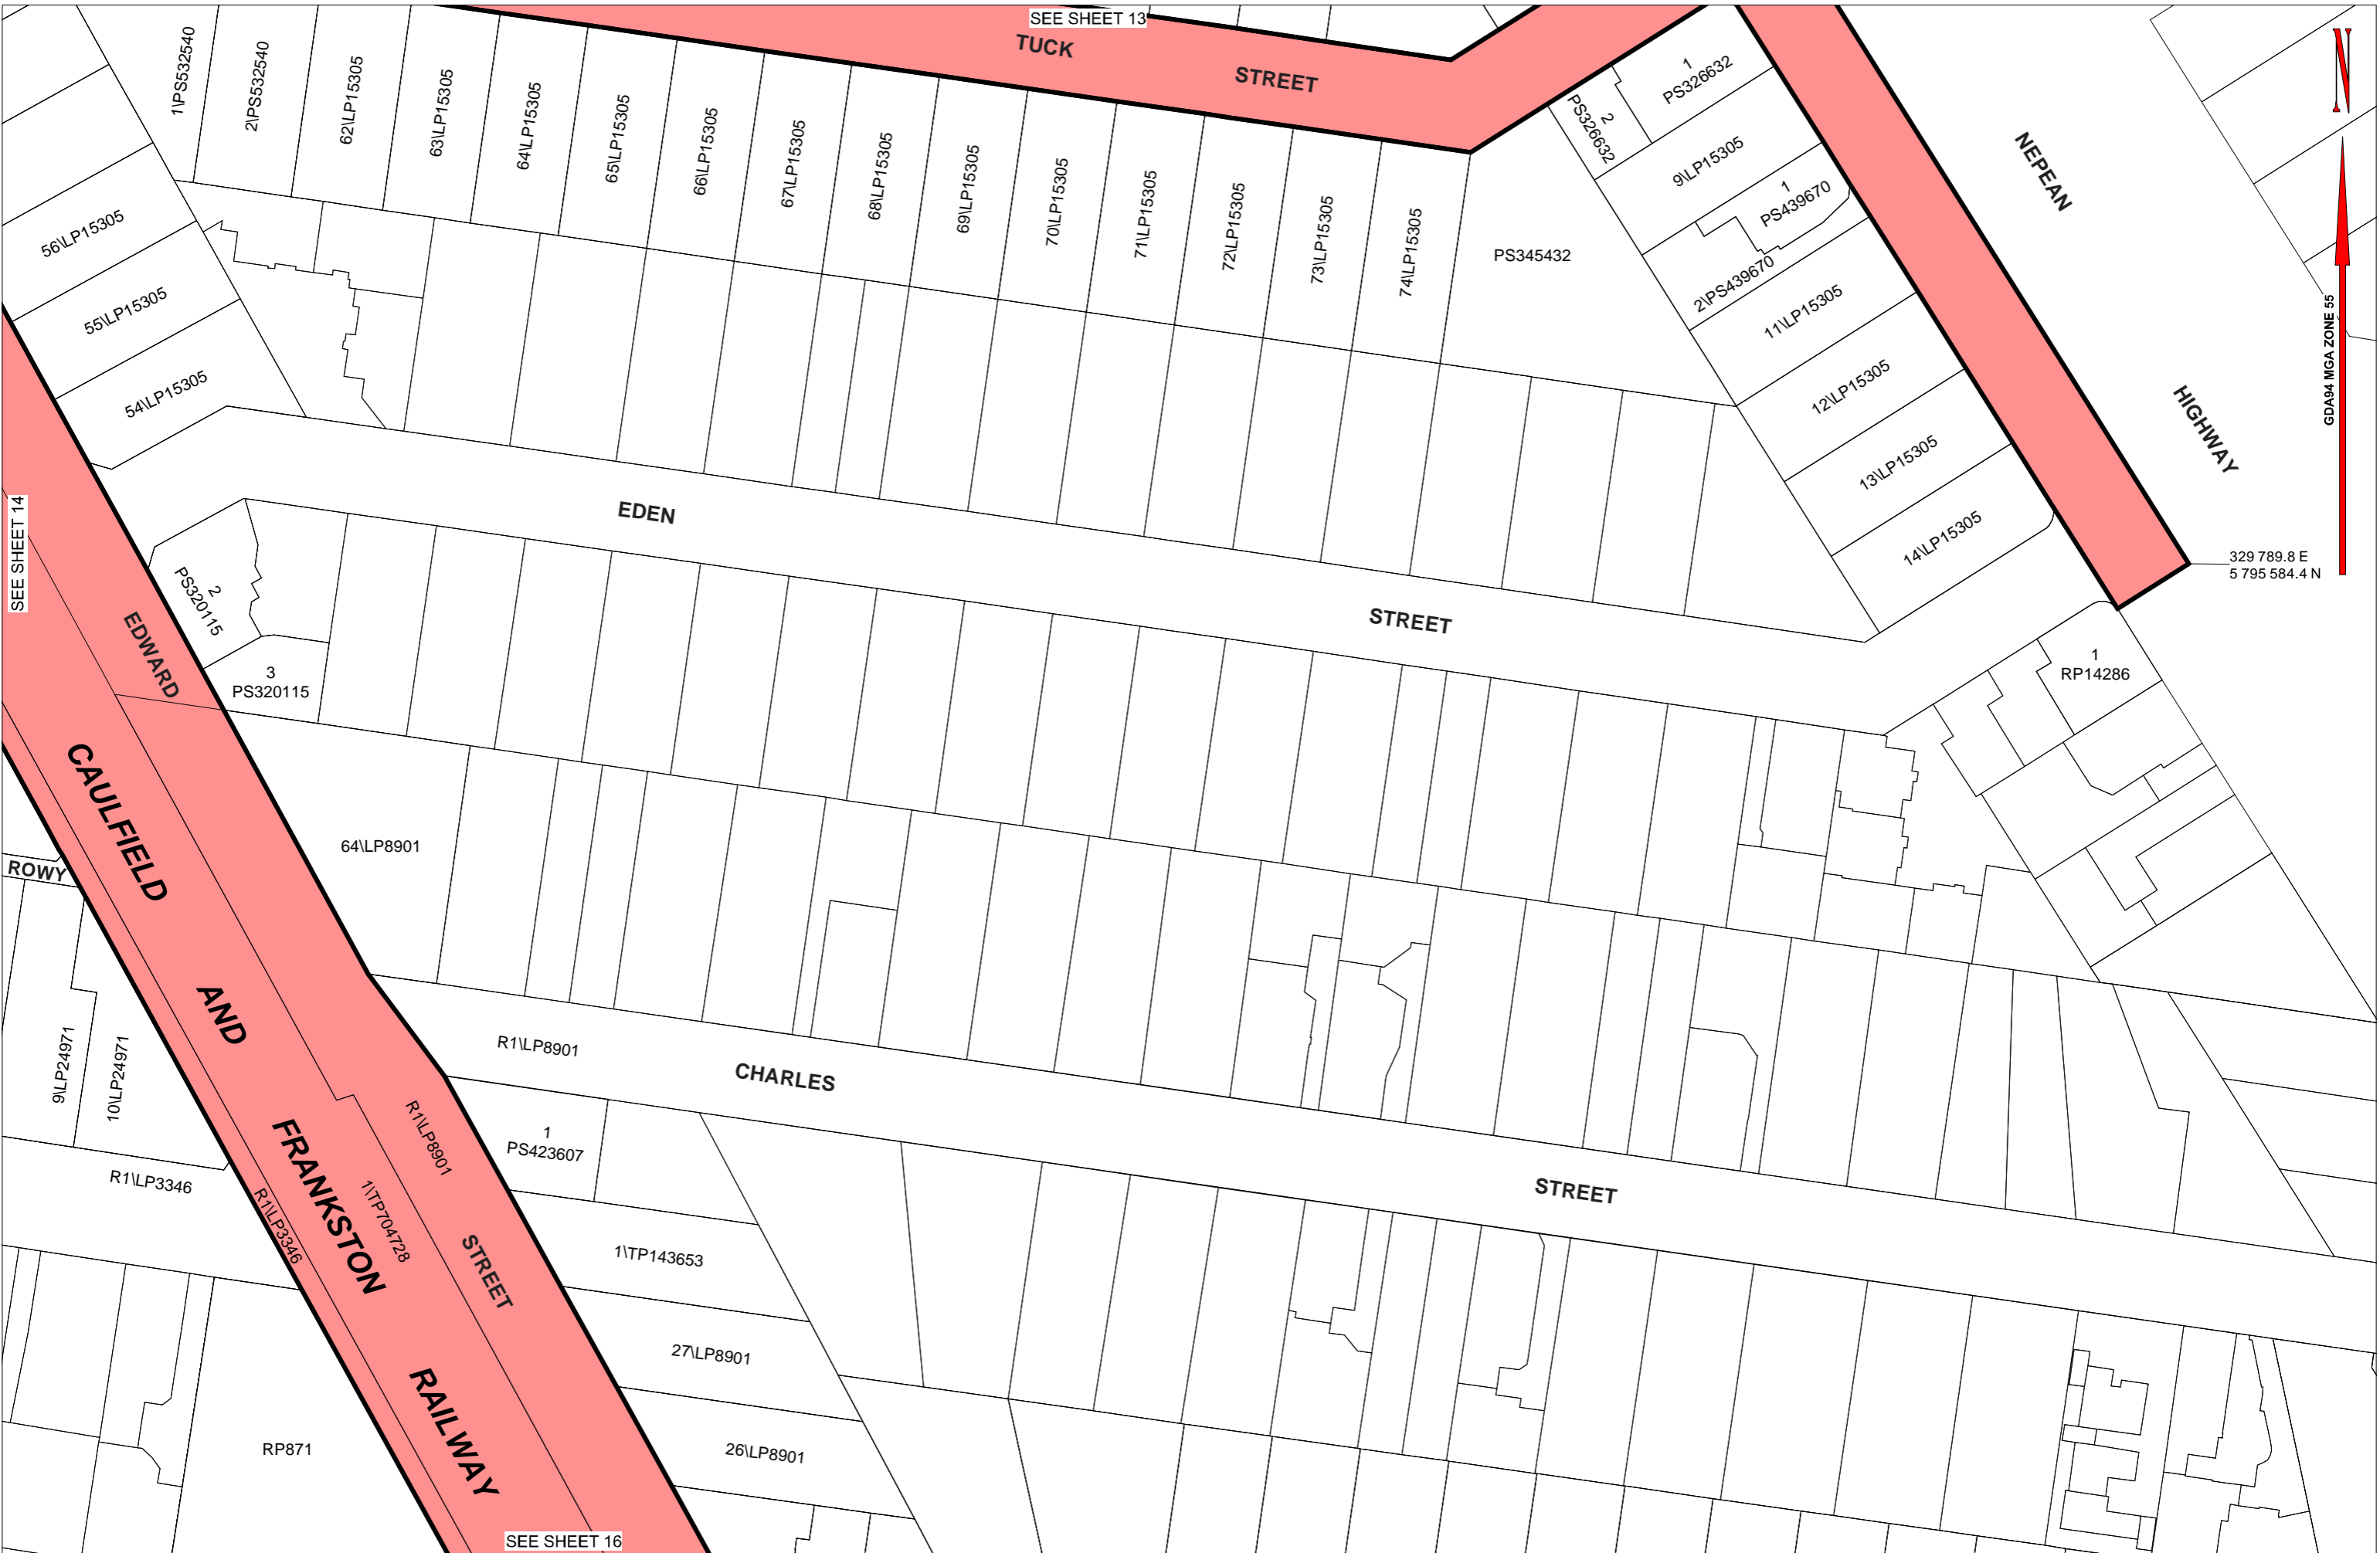 SEE SHEET 13
TUCK
STREET
1\PS532540
2\PS532540
62\LP15305
63\LP15305
64\LP15305
65\LP15305
66\LP15305
67\LP15305
68\LP15305
69\LP15305
70\LP15305
71\LP15305
72\LP15305
73\LP15305
74\LP15305
PS345432
1
PS326632
2
PS326632
9\LP15305
1
PS439670
2\PS439670
11\LP15305
12\LP15305
13\LP15305
14\LP15305
NEPEAN
HIGHWAY
N
GDA94 MGA ZONE 55
329 789.8 E
5 795 584.4 N
56\LP15305
55\LP15305
54\LP15305
SEE SHEET 14
EDEN
STREET
2
PS320115
3
PS320115
EDWARD
1
RP14286
CAULFIELD
AND
FRANKSTON
RAILWAY
64\LP8901
ROWY
9\LP24971
10\LP24971
R1\LP8901
CHARLES
STREET
R1\LP8901
1
PS423607
R1\LP3346
R1\LP3346
1\TP704728
STREET
1\TP143653
27\LP8901
26\LP8901
RP871
SEE SHEET 16